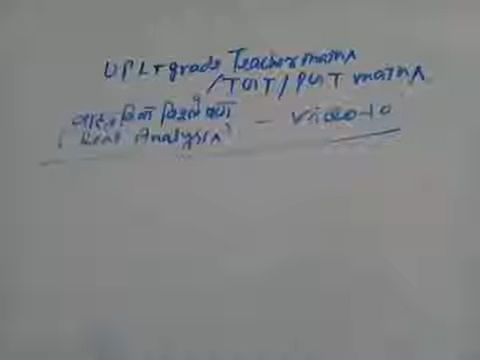 UP Lt grade Teacher maths
/TGT/PGT maths
वास्तविक विश्लेषण - Video-10
(Real Analysis)